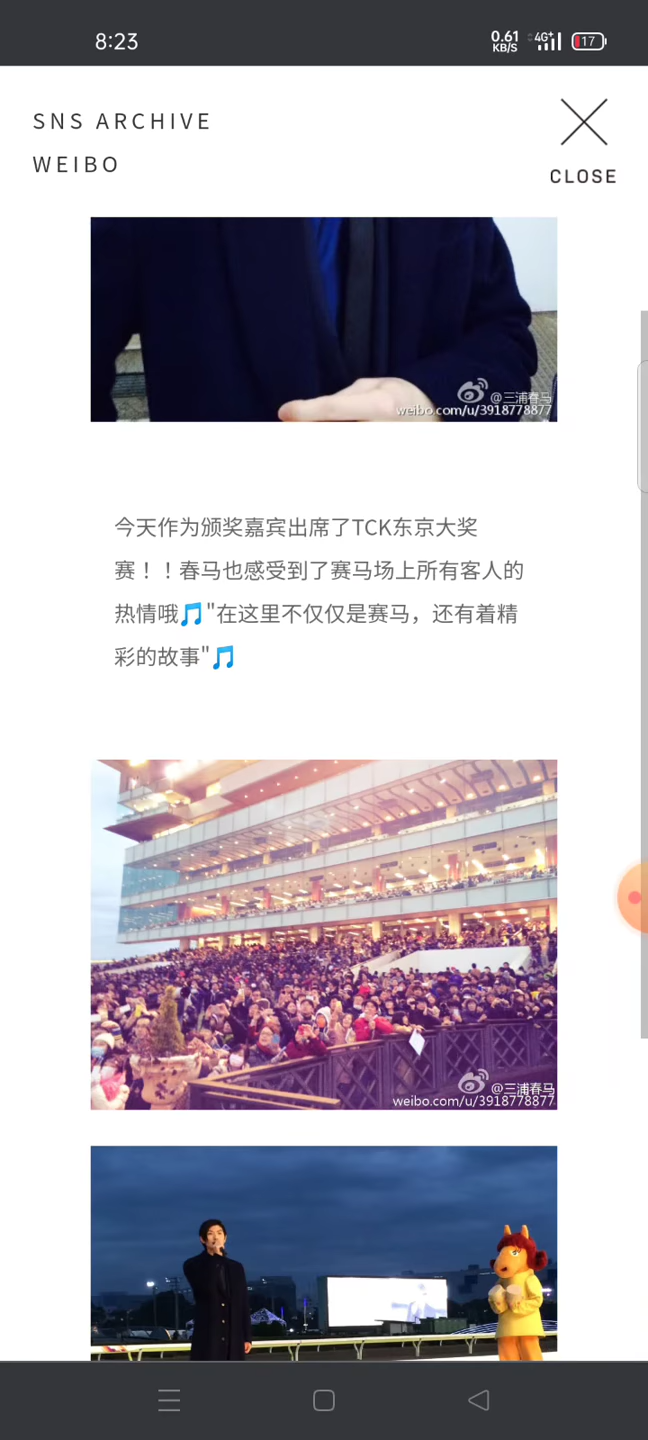 8:23
0.61
KB/S
4G+
17
SNS ARCHIVE
WEIBO
CLOSE
@三浦春马
weibo.com/u/3918778877
今天作为颁奖嘉宾出席了TCK东京大奖
赛！！春马也感受到了赛马场上所有客人的
热情哦🎵"在这里不仅仅是赛马，还有着精
彩的故事"🎵
@三浦春马
weibo.com/u/3918778877